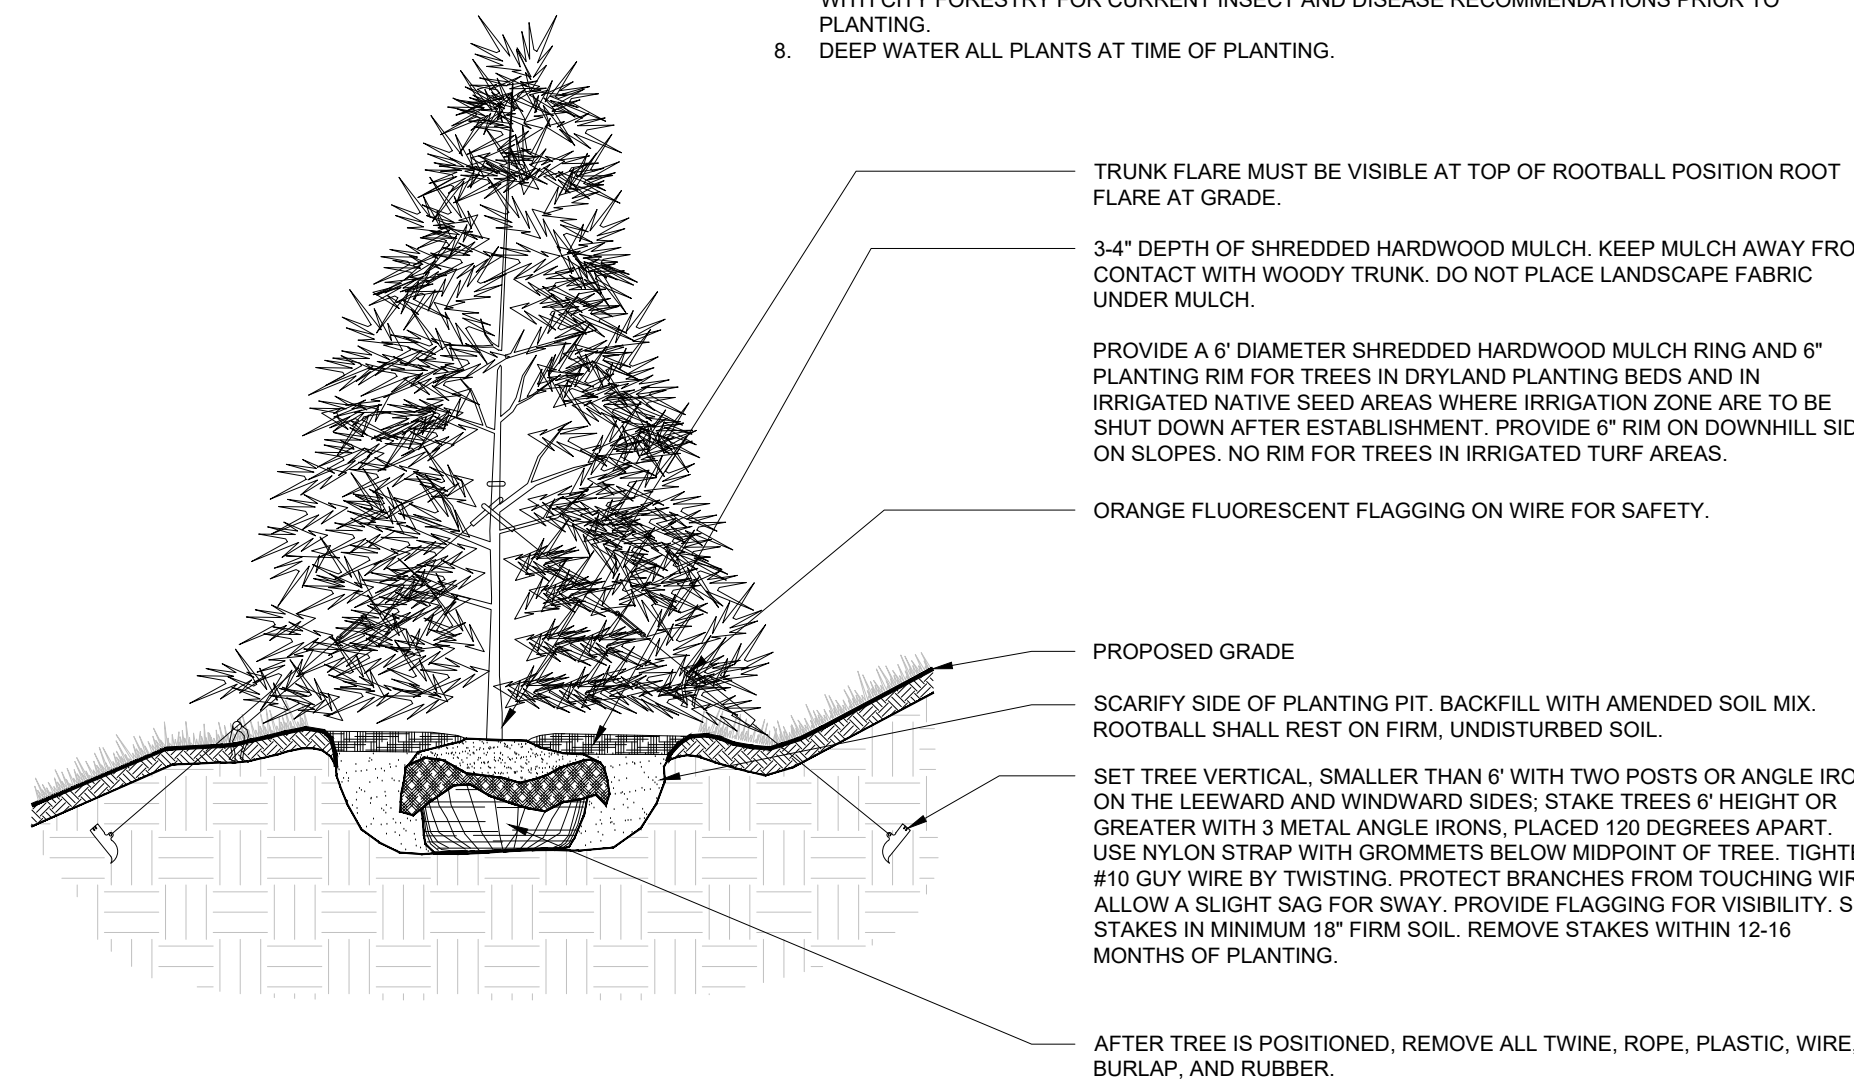 WITH CITY FORESTRY FOR CURRENT INSECT AND DISEASE RECOMMENDATIONS PRIOR TO
PLANTING.
8. DEEP WATER ALL PLANTS AT TIME OF PLANTING.
TRUNK FLARE MUST BE VISIBLE AT TOP OF ROOTBALL POSITION ROOT
FLARE AT GRADE.
3-4" DEPTH OF SHREDDED HARDWOOD MULCH. KEEP MULCH AWAY FRO
CONTACT WITH WOODY TRUNK. DO NOT PLACE LANDSCAPE FABRIC
UNDER MULCH.
PROVIDE A 6' DIAMETER SHREDDED HARDWOOD MULCH RING AND 6"
PLANTING RIM FOR TREES IN DRYLAND PLANTING BEDS AND IN
IRRIGATED NATIVE SEED AREAS WHERE IRRIGATION ZONE ARE TO BE
SHUT DOWN AFTER ESTABLISHMENT. PROVIDE 6" RIM ON DOWNHILL SID
ON SLOPES. NO RIM FOR TREES IN IRRIGATED TURF AREAS.
ORANGE FLUORESCENT FLAGGING ON WIRE FOR SAFETY.
PROPOSED GRADE
SCARIFY SIDE OF PLANTING PIT. BACKFILL WITH AMENDED SOIL MIX.
ROOTBALL SHALL REST ON FIRM, UNDISTURBED SOIL.
SET TREE VERTICAL, SMALLER THAN 6' WITH TWO POSTS OR ANGLE IRO
ON THE LEEWARD AND WINDWARD SIDES; STAKE TREES 6' HEIGHT OR
GREATER WITH 3 METAL ANGLE IRONS, PLACED 120 DEGREES APART.
USE NYLON STRAP WITH GROMMETS BELOW MIDPOINT OF TREE. TIGHTE
#10 GUY WIRE BY TWISTING. PROTECT BRANCHES FROM TOUCHING WIR
ALLOW A SLIGHT SAG FOR SWAY. PROVIDE FLAGGING FOR VISIBILITY. S
STAKES IN MINIMUM 18" FIRM SOIL. REMOVE STAKES WITHIN 12-16
MONTHS OF PLANTING.
AFTER TREE IS POSITIONED, REMOVE ALL TWINE, ROPE, PLASTIC, WIRE,
BURLAP, AND RUBBER.